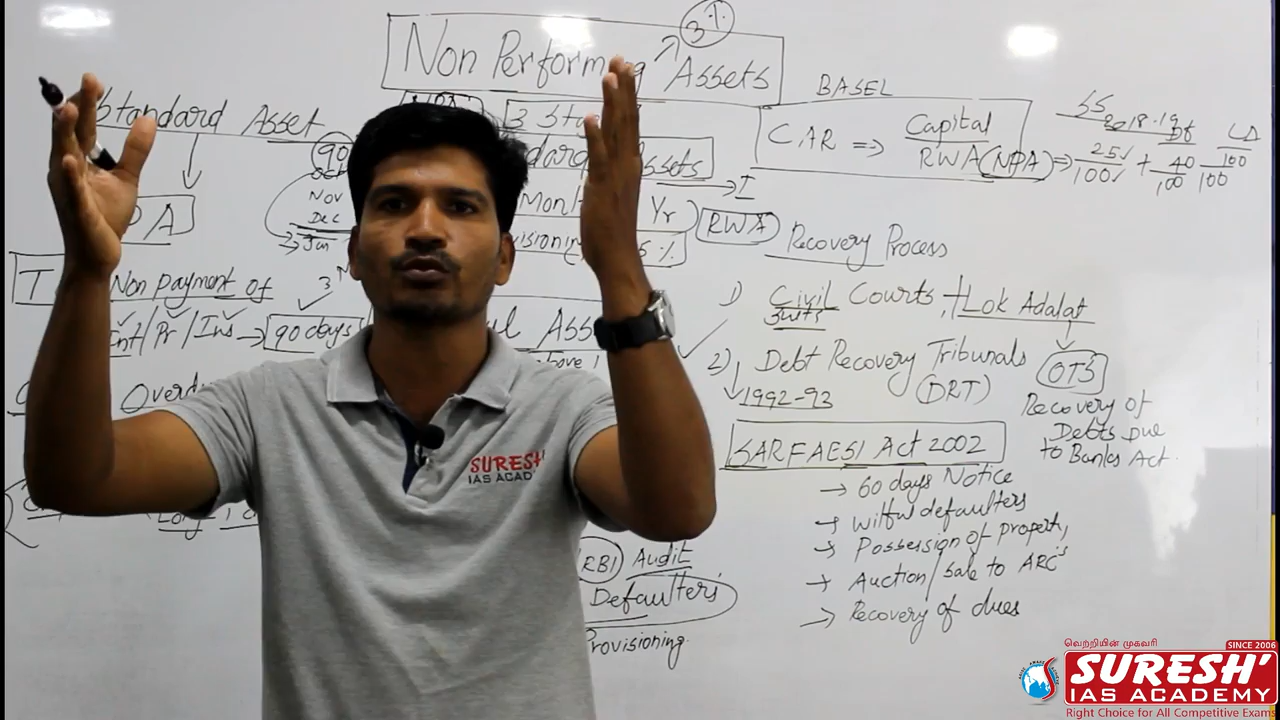 Non Performing Assets
3%
Standard Asset
90
Nov
Dec
Jan
Non payment of
Int/Pr/Ins → 90 days
BASEL
CAR => Capital
RWA (NPA) =>
SS
2018-19
25%
100%
+
40
100
100
100
→ I
RWA
Yr
Recovery Process
1) Civil Courts, + Lok Adalat
Suits
2) Debt Recovery Tribunals
(DRT)
1992-93
OTS
Recovery of
Debts Due
to Banks Act.
SARFAESI Act 2002
→ 60 days Notice
→ wilful defaulters
→ Possession of property,
→ Auction/Sale to ARC's
→ Recovery of dues
RBI Audit
Defaulters
Provisioning
SURESH'
IAS ACAD
வெற்றியின் முகவரி
SINCE 2006
SURESH'
IAS ACADEMY
Right Choice for All Competitive Exams